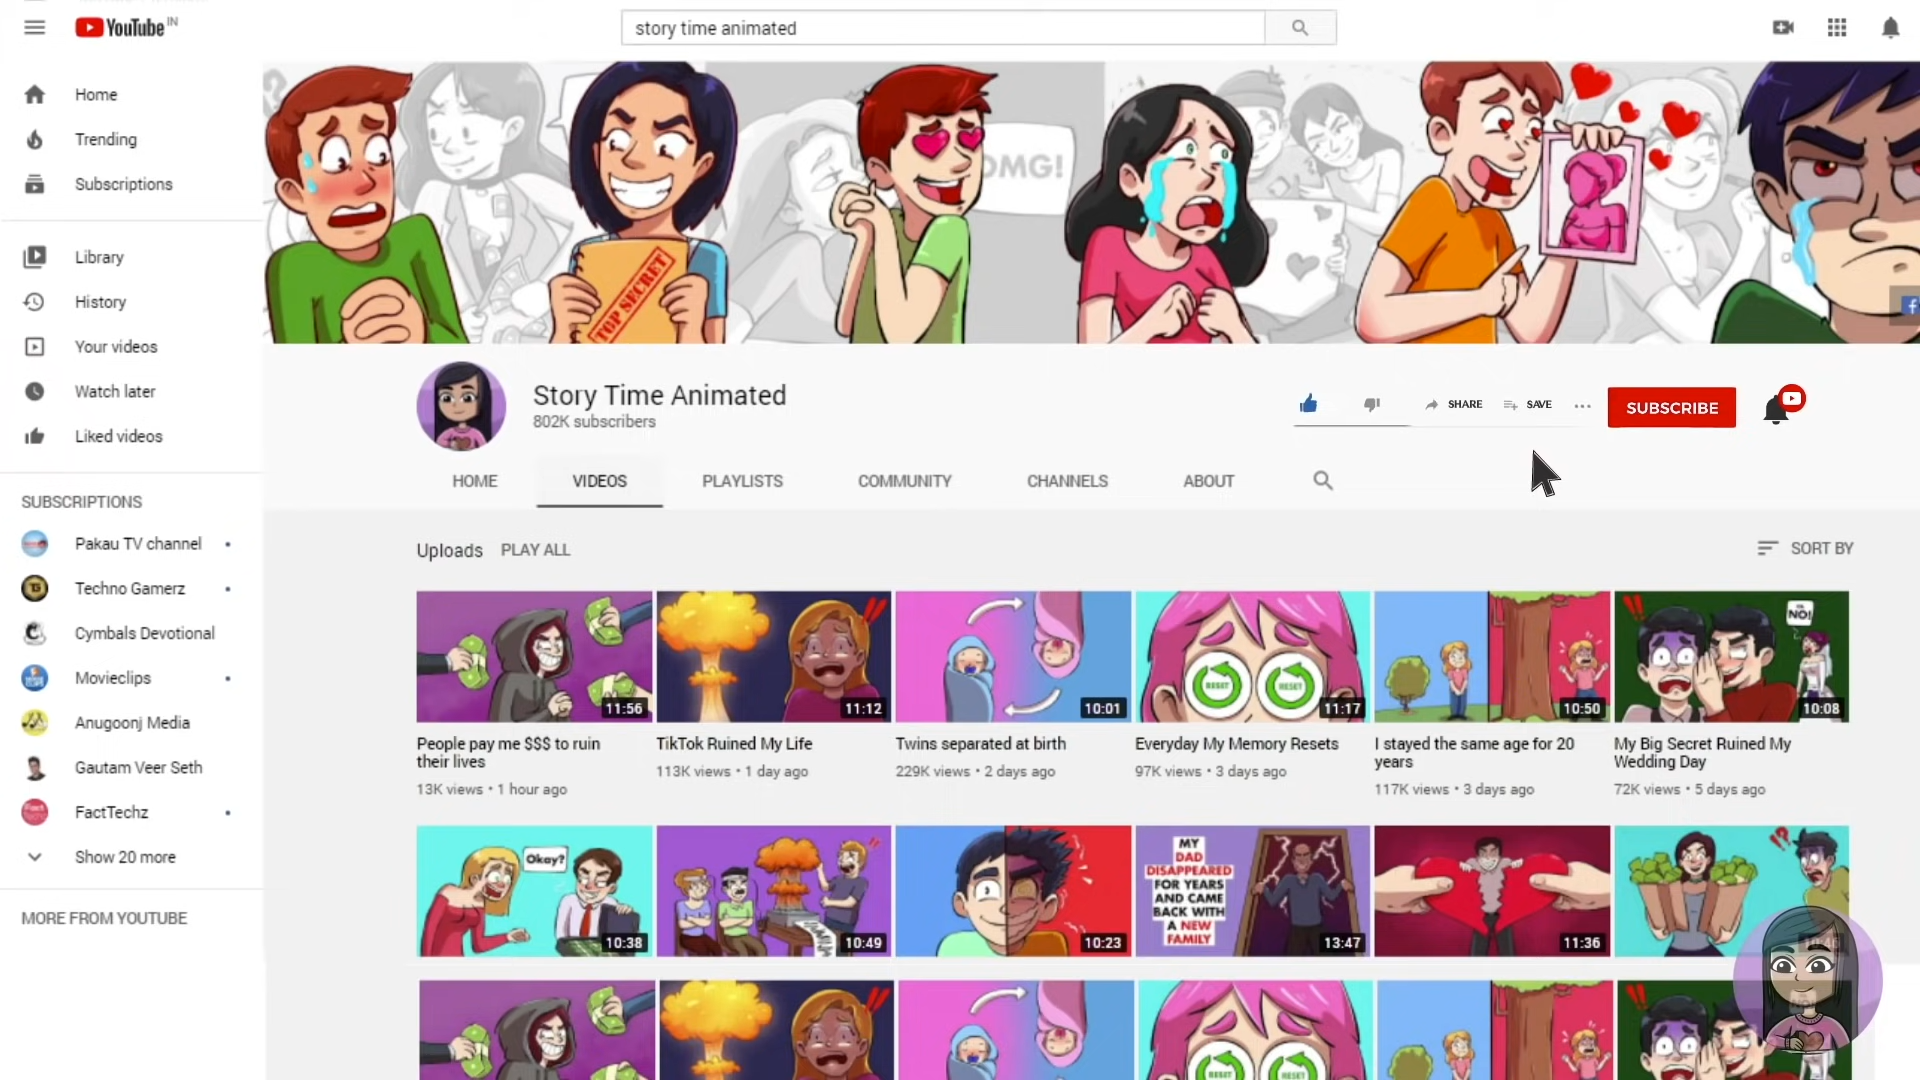 YouTube IN
story time animated
Home
Trending
Subscriptions
Library
History
Your videos
Watch later
Liked videos
SUBSCRIPTIONS
Pakau TV channel
Techno Gamerz
Cymbals Devotional
Movieclips
Anugoonj Media
Gautam Veer Seth
FactTechz
Show 20 more
MORE FROM YOUTUBE
TOP SECRET
OMG!
Story Time Animated
802K subscribers
SHARE
SAVE
SUBSCRIBE
HOME
VIDEOS
PLAYLISTS
COMMUNITY
CHANNELS
ABOUT
Uploads
PLAY ALL
SORT BY
11:56
11:12
10:01
RESET
RESET
11:17
10:50
NO!
10:08
People pay me $$$ to ruin
their lives
13K views • 1 hour ago
TikTok Ruined My Life
113K views • 1 day ago
Twins separated at birth
229K views • 2 days ago
Everyday My Memory Resets
97K views • 3 days ago
I stayed the same age for 20
years
117K views • 3 days ago
My Big Secret Ruined My
Wedding Day
72K views • 5 days ago
Okay?
10:38
10:49
10:23
MY
DAD
DISAPPEARED
FOR YEARS
AND CAME
BACK WITH
A NEW
FAMILY
13:47
11:36
RESET
RESET